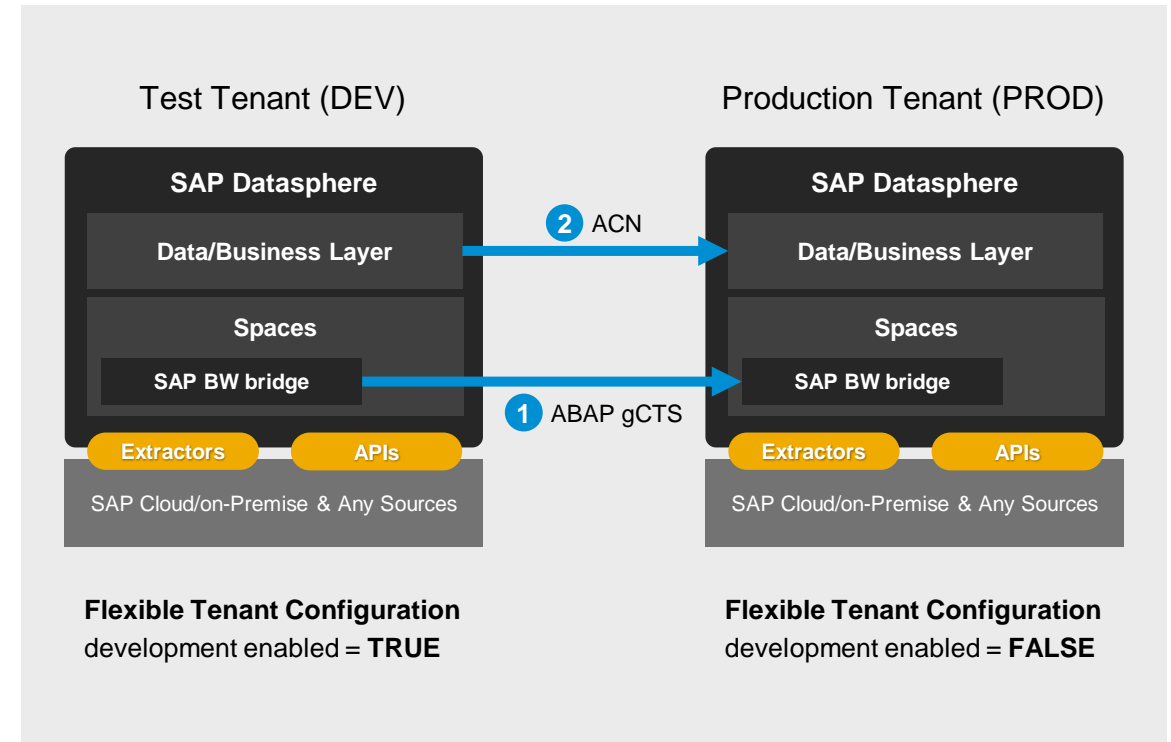 Test Tenant (DEV)
Production Tenant (PROD)
SAP Datasphere
Data/Business Layer
Spaces
SAP BW bridge
Extractors
APIs
SAP Cloud/on-Premise & Any Sources
2 ACN
1 ABAP gCTS
SAP Datasphere
Data/Business Layer
Spaces
SAP BW bridge
Extractors
APIs
SAP Cloud/on-Premise & Any Sources
Flexible Tenant Configuration
development enabled = TRUE
Flexible Tenant Configuration
development enabled = FALSE